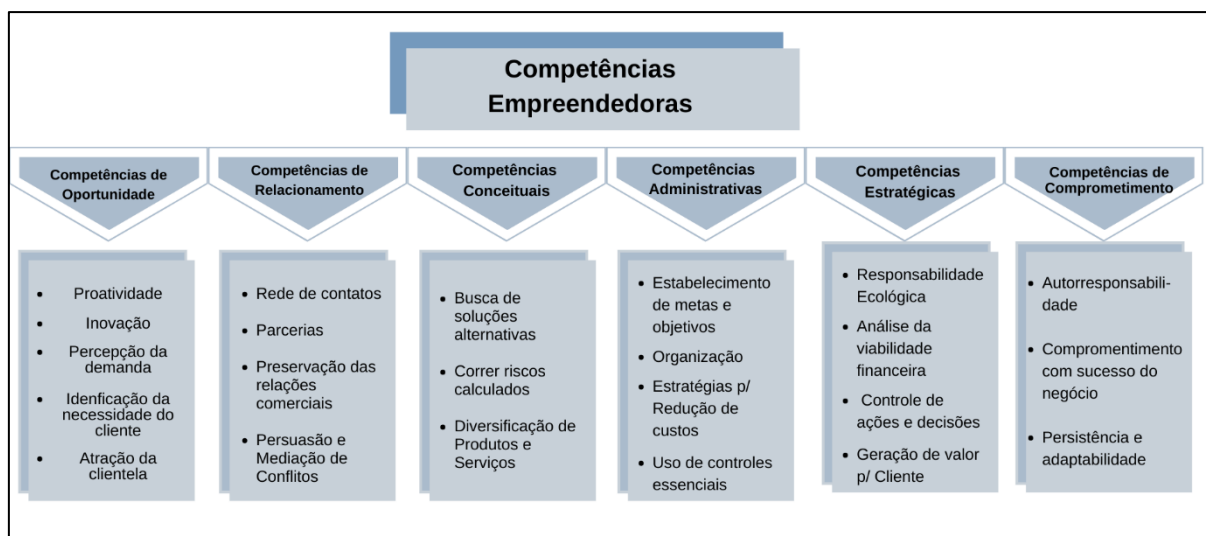 Competências
Empreendedoras
Competências de
Oportunidade
Competências de
Relacionamento
Competências
Conceituais
Competências
Administrativas
Competências
Estratégicas
Competências de
Comprometimento
• Proatividade
• Inovação
• Percepção da
demanda
• Idenficação da
necessidade do
cliente
• Atração da
clientela
• Rede de contatos
• Parcerias
• Preservação das
relações
comerciais
• Persuasão e
Mediação de
Conflitos
• Busca de
soluções
alternativas
• Correr riscos
calculados
• Diversificação de
Produtos e
Serviços
• Estabelecimento
de metas e
objetivos
• Organização
• Estratégias p/
Redução de
custos
• Uso de controles
essenciais
• Responsabilidade
Ecológica
• Análise da
viabilidade
financeira
• Controle de
ações e decisões
• Geração de valor
p/ Cliente
• Autorresponsabili-
dade
• Compromentimento
com sucesso do
negócio
• Persistência e
adaptabilidade